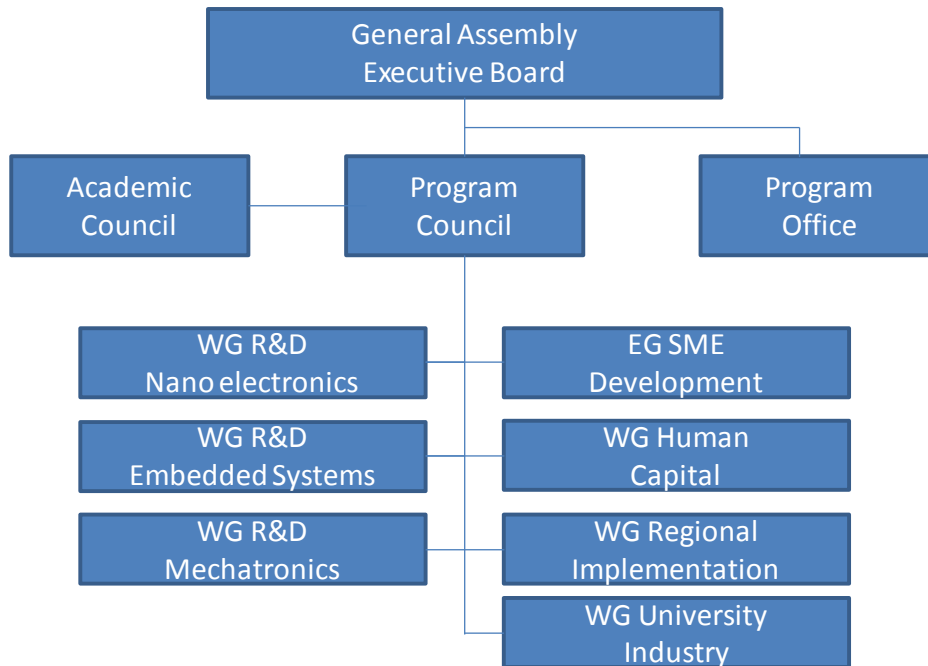 General Assembly
Executive Board
Academic
Council
Program
Council
Program
Office
WG R&D
Nano electronics
EG SME
Development
WG R&D
Embedded Systems
WG Human
Capital
WG R&D
Mechatronics
WG Regional
Implementation
WG University
Industry